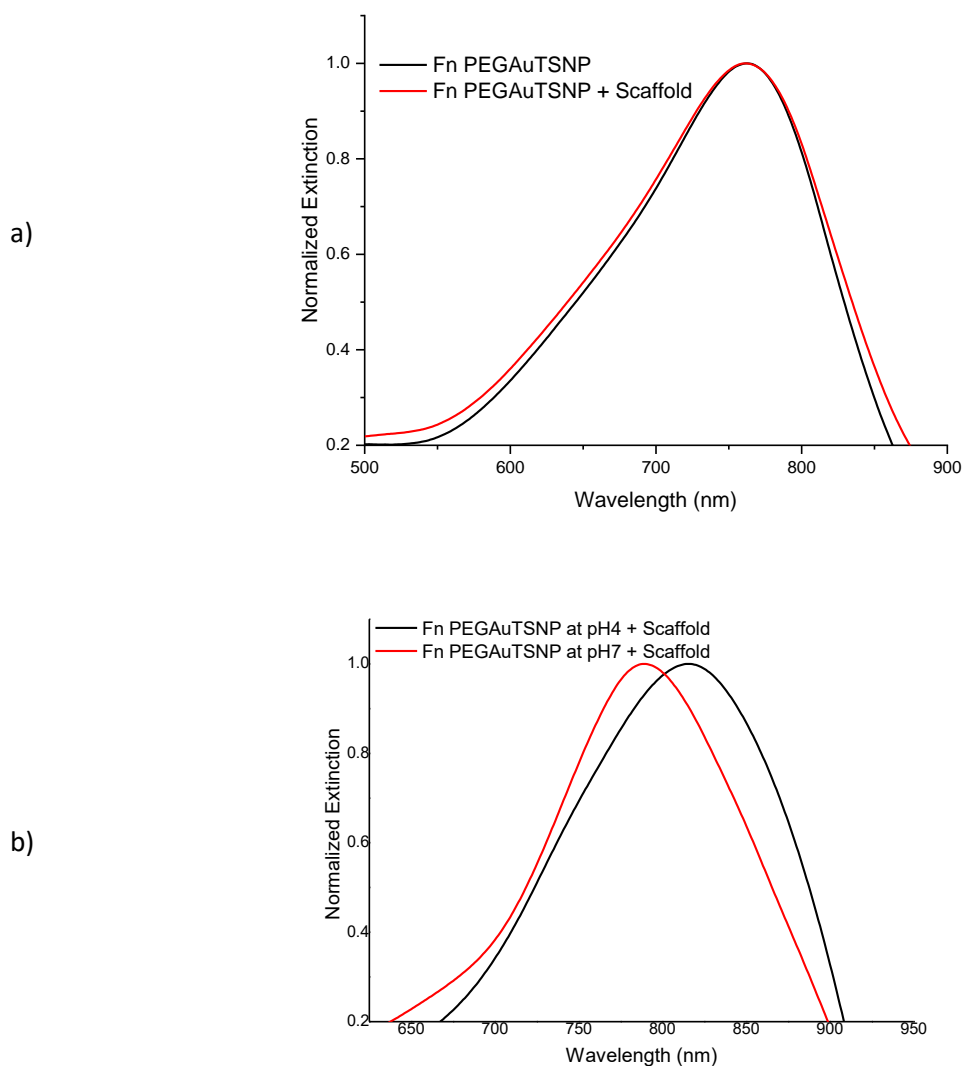 Fn PEGAuTSNP
Fn PEGAuTSNP + Scaffold
1.0
0.8
0.6
0.4
0.2
Normalized Extinction
500
600
700
800
900
Wavelength (nm)
a)
Fn PEGAuTSNP at pH4 + Scaffold
Fn PEGAuTSNP at pH7 + Scaffold
1.0
0.8
0.6
0.4
0.2
Normalized Extinction
650
700
750
800
850
900
950
Wavelength (nm)
b)